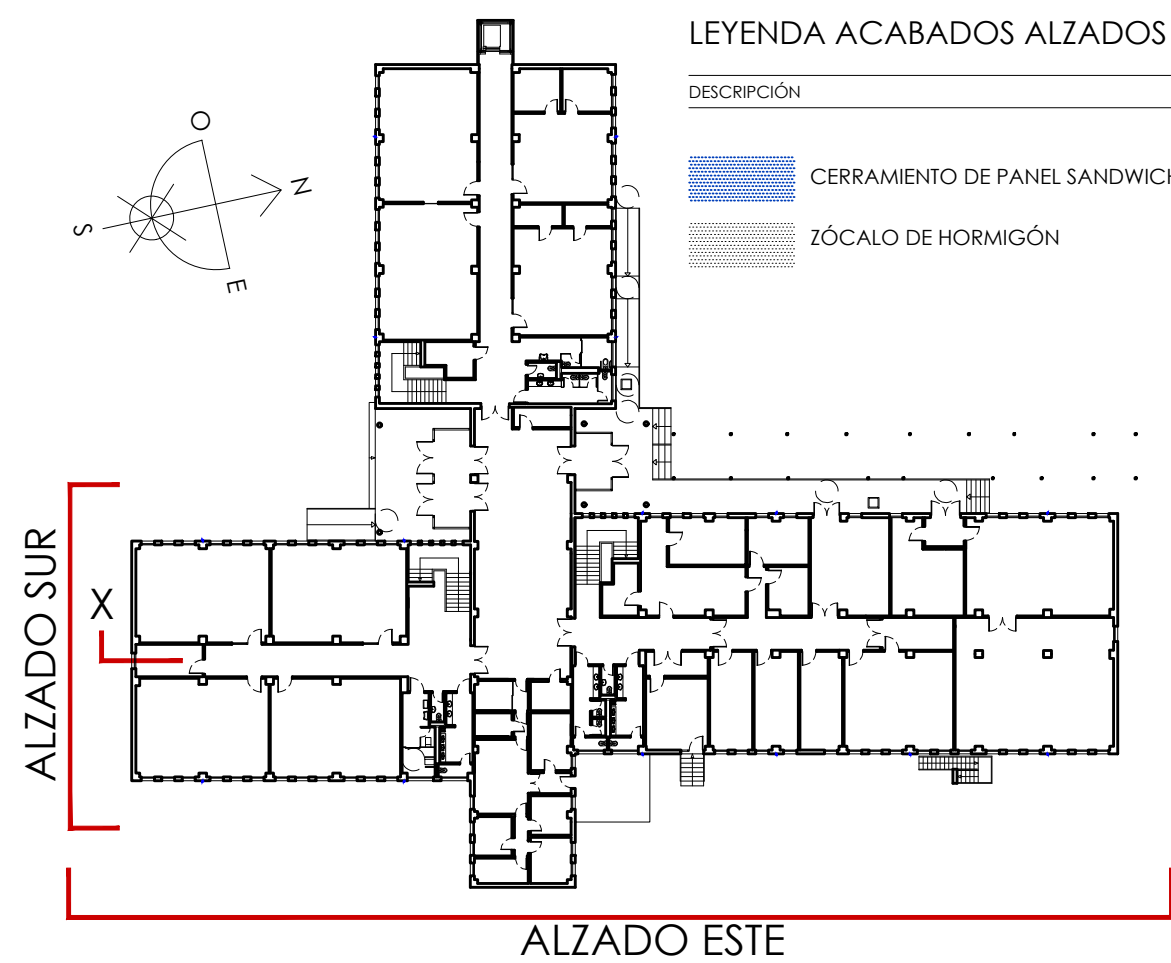 LEYENDA ACABADOS ALZADOS
DESCRIPCIÓN
CERRAMIENTO DE PANEL SANDWICH
ZÓCALO DE HORMIGÓN
O
N
S
E
ALZADO SUR
X
ALZADO ESTE